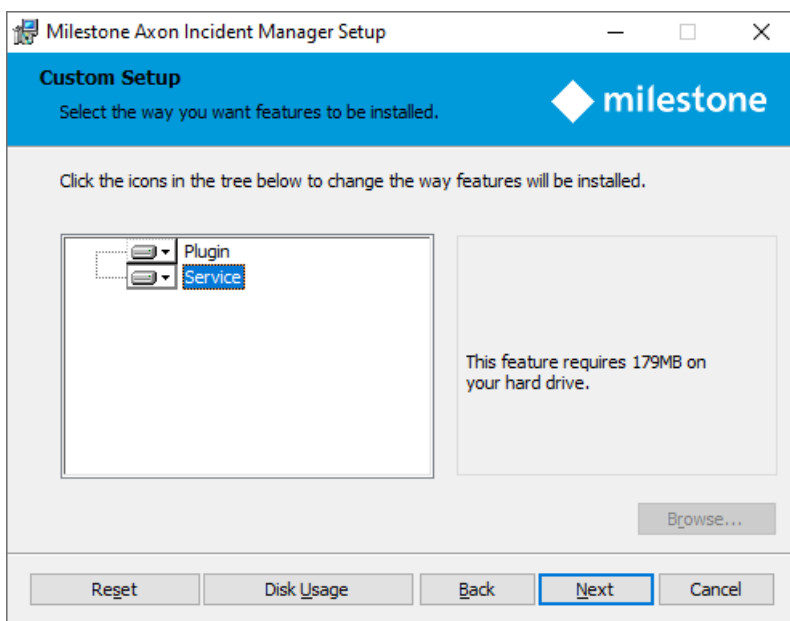 Milestone Axon Incident Manager Setup
Custom Setup
Select the way you want features to be installed.
milestone
Click the icons in the tree below to change the way features will be installed.
Plugin
Service
This feature requires 179MB on
your hard drive.
Browse...
Reset
Disk Usage
Back
Next
Cancel